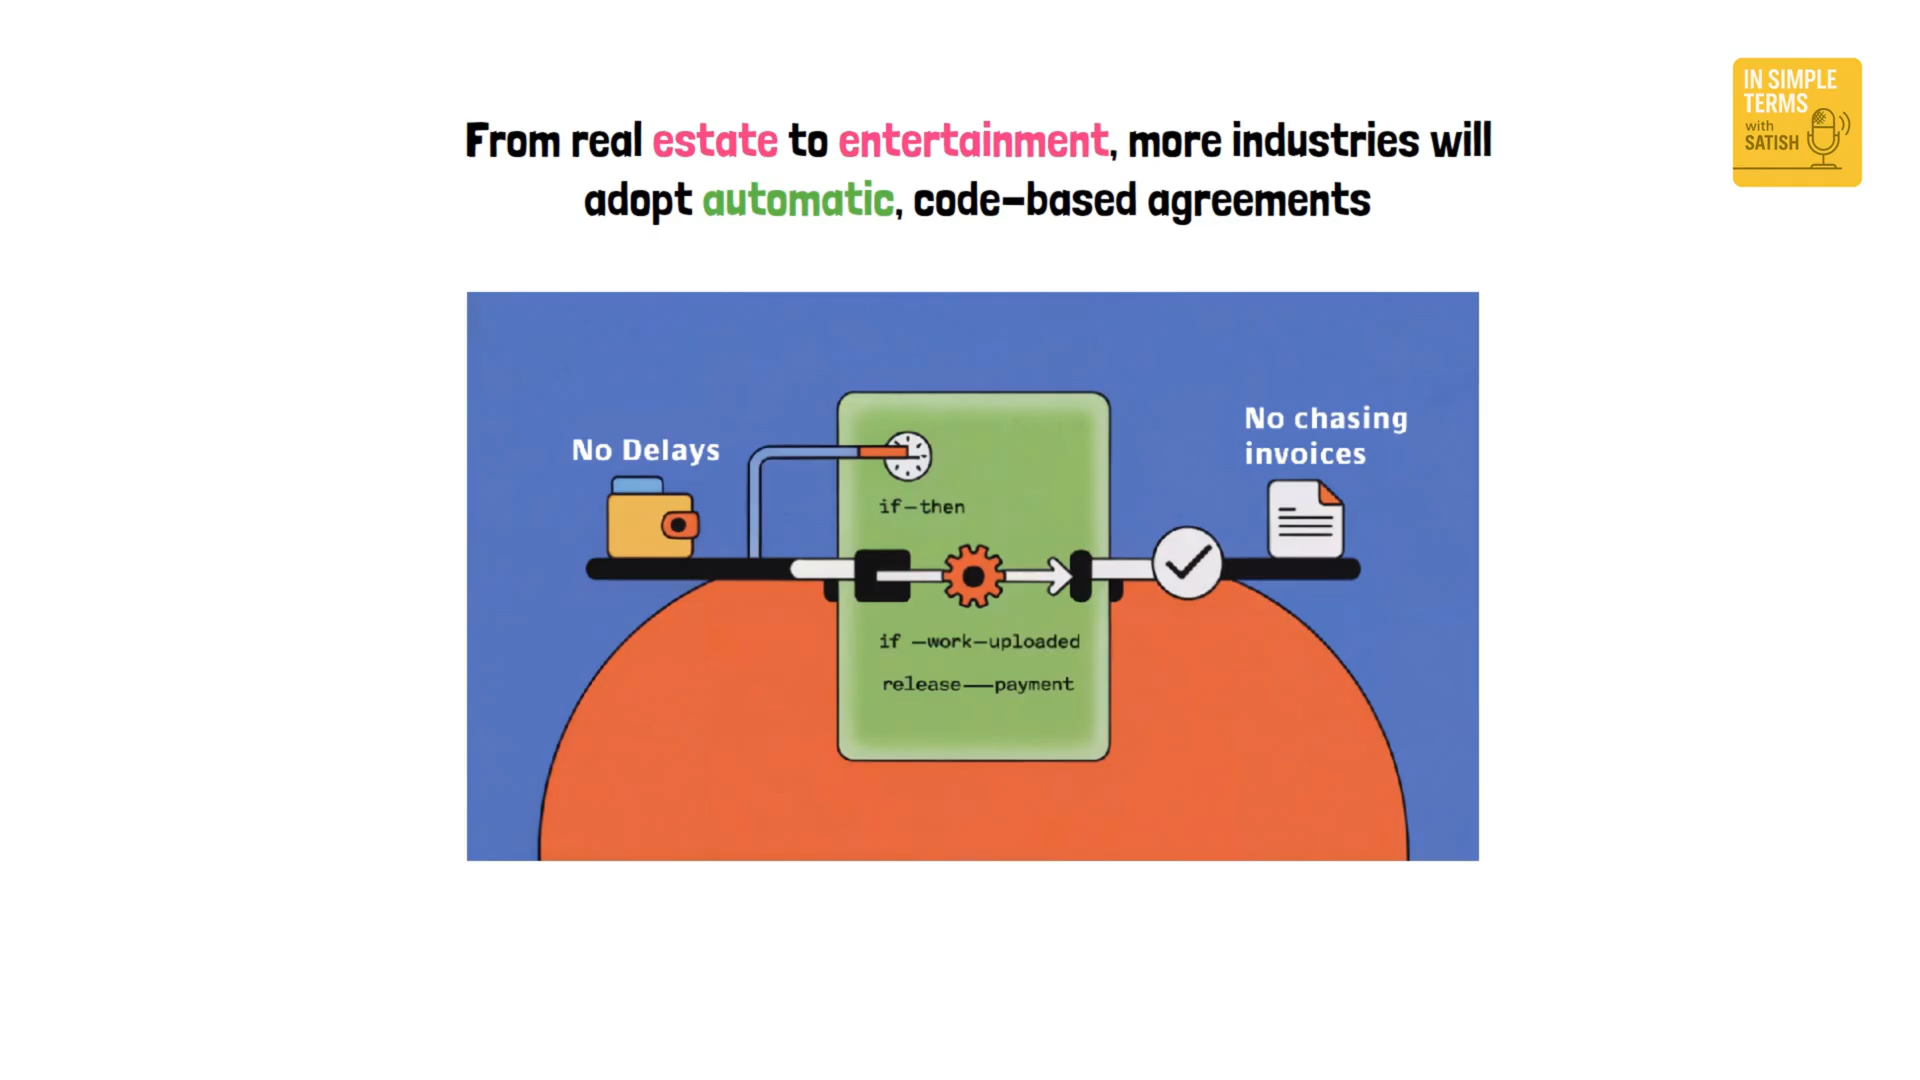 From real estate to entertainment, more industries will
adopt automatic, code-based agreements
IN SIMPLE
TERMS
with
SATISH
No Delays
No chasing
invoices
if-then
if -work-uploaded
release—payment